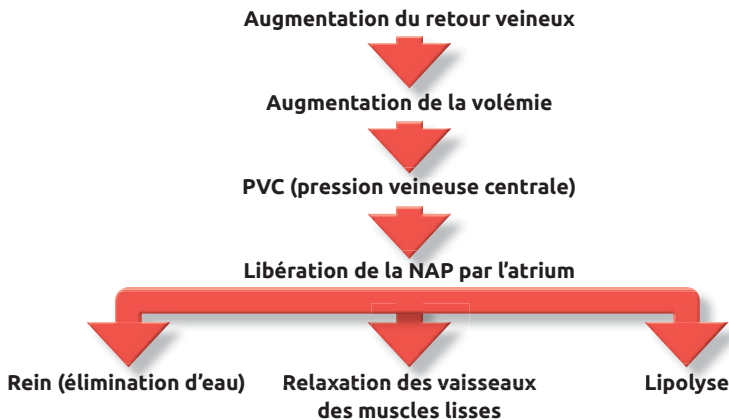 Augmentation du retour veineux
Augmentation de la volémie
PVC (pression veineuse centrale)
Libération de la NAP par l’atrium
Rein (élimination d’eau)
Relaxation des vaisseaux
des muscles lisses
Lipolyse